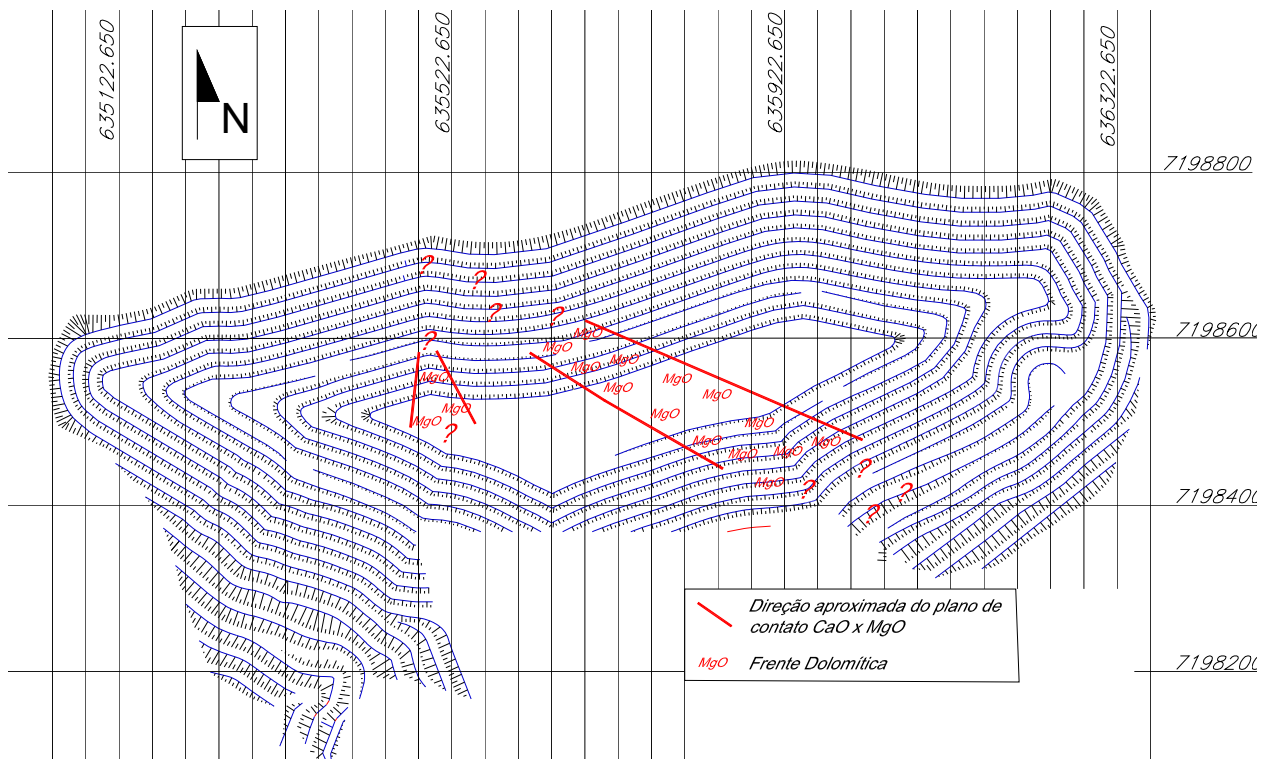 635122.650
635522.650
635922.650
636322.650
N
7198800
?
?
?
?
MgO
7198600
?
MgO
MgO
MgO
MgO
MgO
MgO
MgO
MgO
MgO
MgO
MgO
?
MgO
MgO
MgO
MgO
?
MgO
?
?
7198400
?
Direção aproximada do plano de
contato CaO x MgO
MgO Frente Dolomítica
7198200